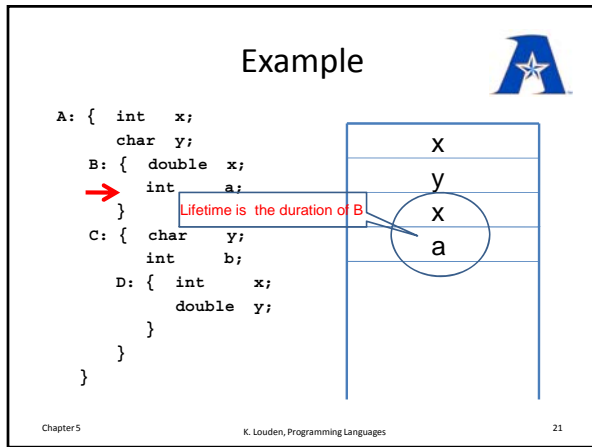 Example
A: { int x;
char y;
B: { double x;
int a;
}
C: { char y;
int b;
D: { int x;
double y;
}
}
}
Lifetime is the duration of B
x
y
x
a
Chapter 5
K. Louden, Programming Languages
21